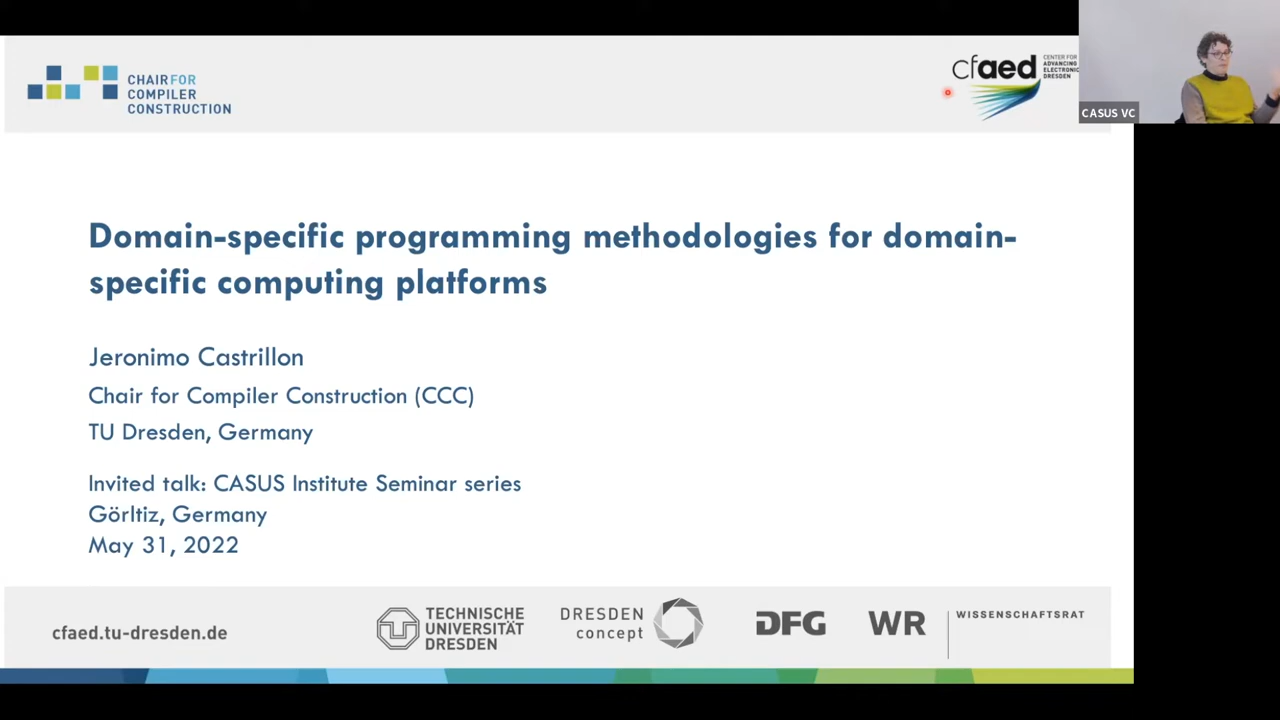 CHAIR FOR
COMPILER
CONSTRUCTION
cfaed
CENTER FOR
ADVANCING
ELECTRONIC
DRESDEN
CASUS VC
Domain-specific programming methodologies for domain-
specific computing platforms
Jeronimo Castrillon
Chair for Compiler Construction (CCC)
TU Dresden, Germany
Invited talk: CASUS Institute Seminar series
Görltiz, Germany
May 31, 2022
cfaed.tu-dresden.de
TECHNISCHE
UNIVERSITÄT
DRESDEN
DRESDEN
concept
DFG
WR
WISSENSCHAFTSRAT